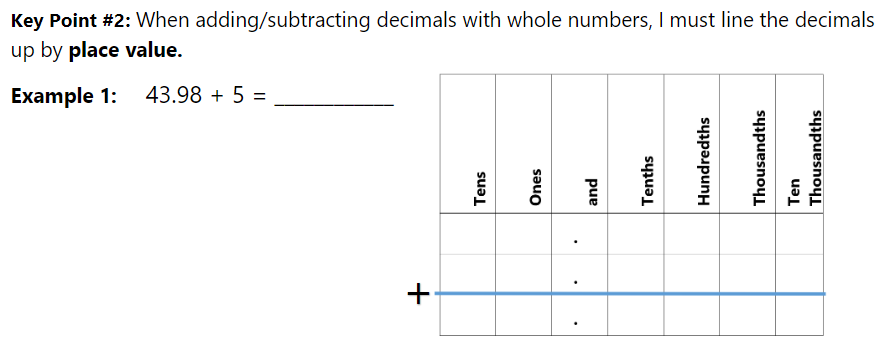 Key Point #2: When adding/subtracting decimals with whole numbers, I must line the decimals
up by place value.
Example 1: 43.98 + 5 = ____________
Tens
Ones
and
Tenths
Hundredths
Thousandths
Ten
Thousandths
.
.
+
.